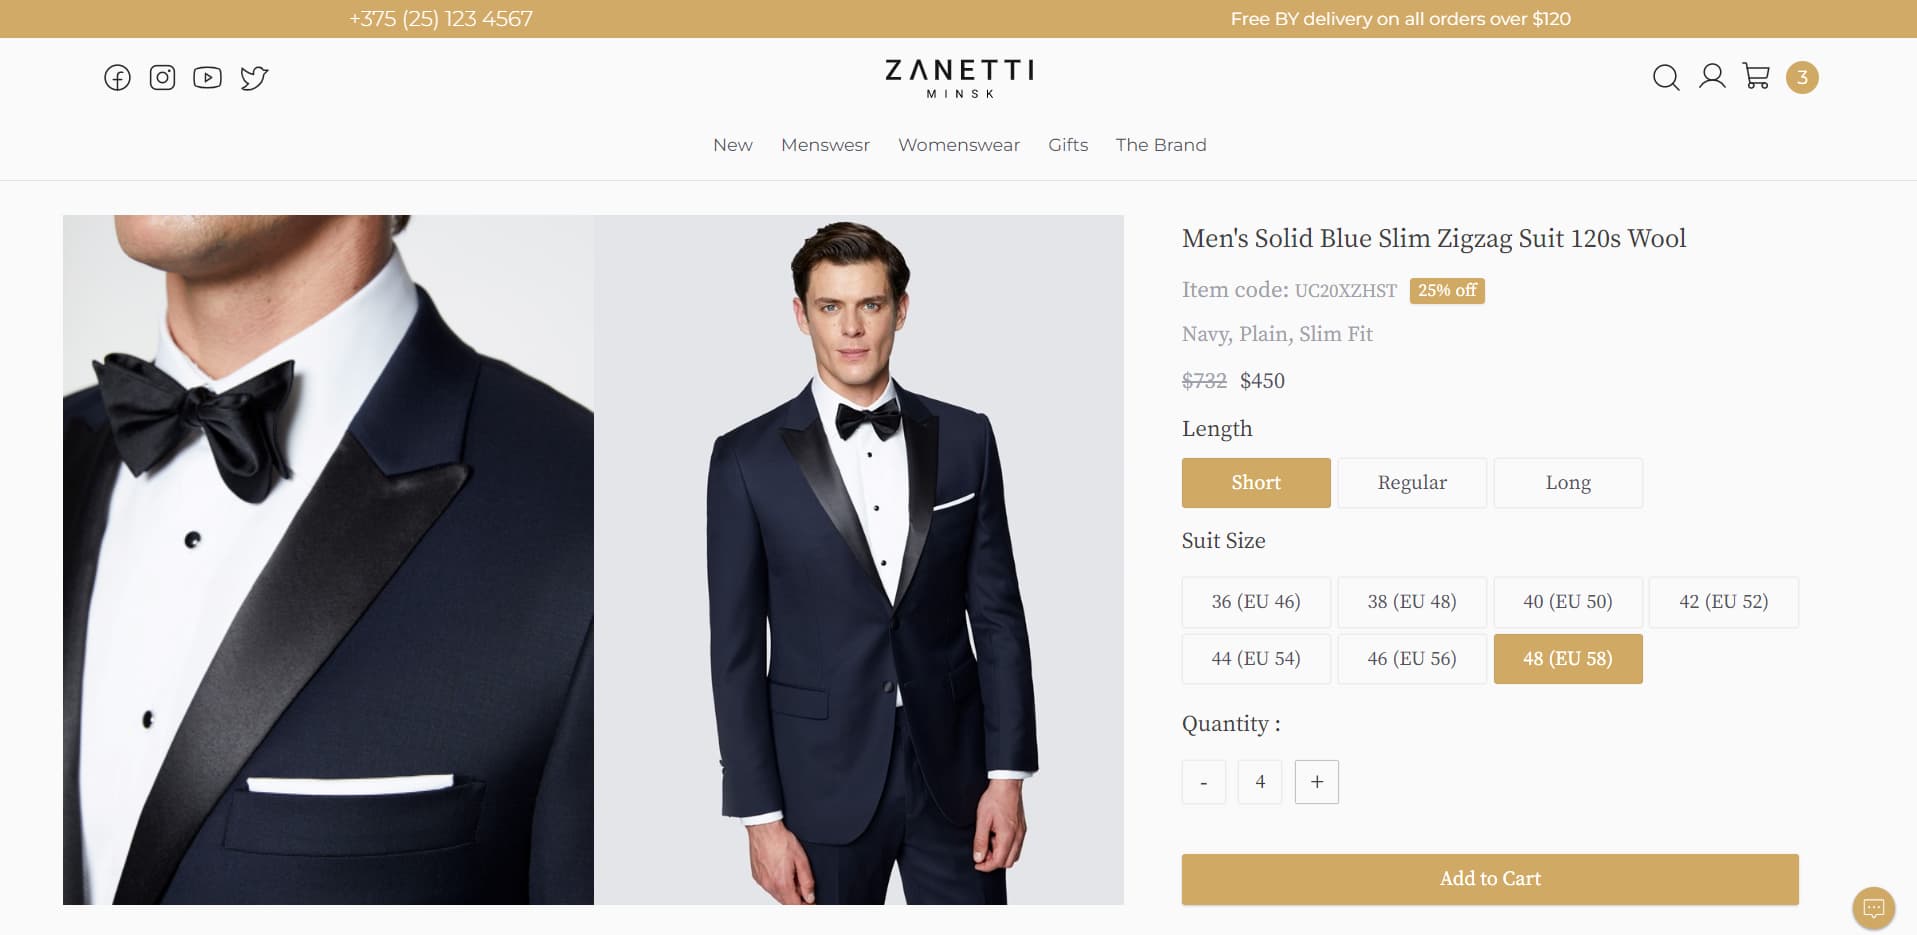 +375 (25) 123 4567
Free BY delivery on all orders over $120
ZANETTI
MINSK
3
New Menswesr Womenswear Gifts The Brand
Men's Solid Blue Slim Zigzag Suit 120s Wool
Item code: UC20XZHST 25% off
Navy, Plain, Slim Fit
$732 $450
Length
Short Regular Long
Suit Size
36 (EU 46) 38 (EU 48) 40 (EU 50) 42 (EU 52)
44 (EU 54) 46 (EU 56) 48 (EU 58)
Quantity :
- 4 +
Add to Cart